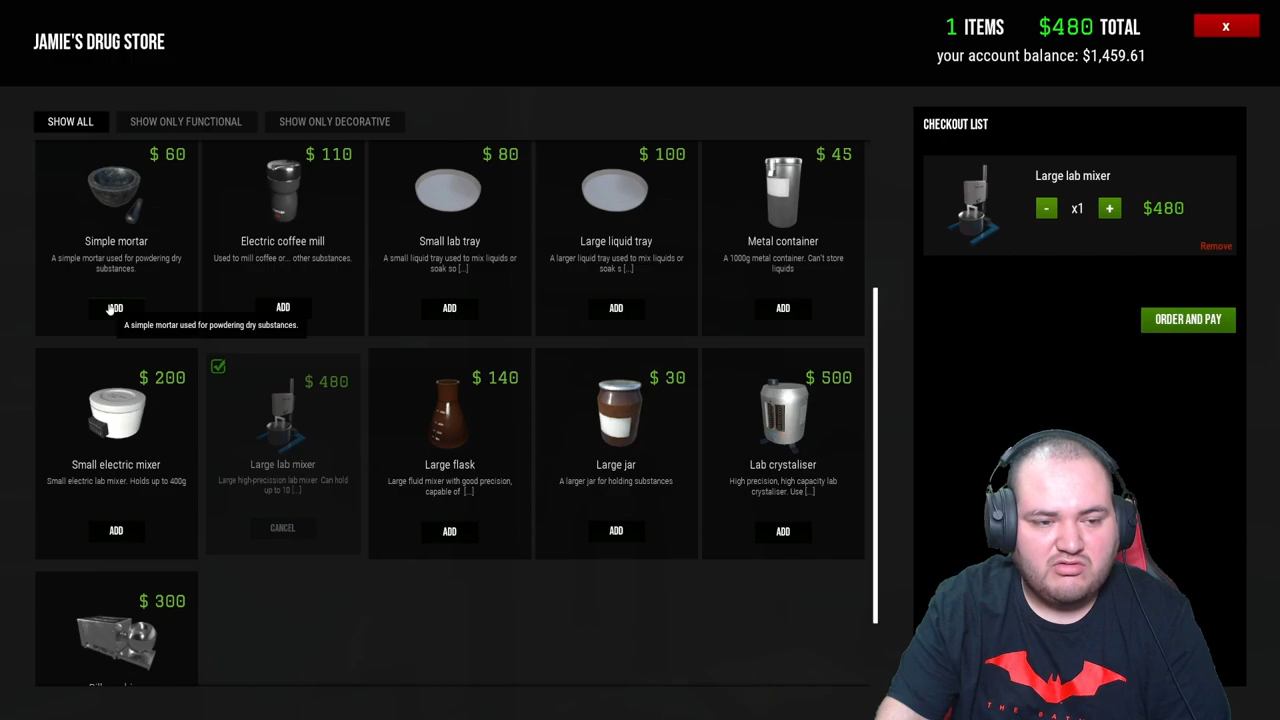 JAMIE'S DRUG STORE
1 ITEMS $480 TOTAL
your account balance: $1,459.61
x
SHOW ALL
SHOW ONLY FUNCTIONAL
SHOW ONLY DECORATIVE
$ 60
Simple mortar
A simple mortar used for powdering dry
substances.
$ 110
Electric coffee mill
Used to mill coffee or... other substances.
ADD
$ 80
Small lab tray
A small liquid tray used to mix liquids or
soak so [...]
ADD
$ 100
Large liquid tray
A larger liquid tray used to mix liquids or
soak s [...]
ADD
$ 45
Metal container
A 1000g metal container. Can't store
liquids
ADD
A simple mortar used for powdering dry substances.
$ 200
Small electric mixer
Small electric lab mixer. Holds up to 400g
ADD
$ 480
Large lab mixer
Large high-precission lab mixer Can hold
up to 10 [...]
CANCEL
$ 140
Large flask
Large fluid mixer with good precision,
capable of [...]
ADD
$ 30
Large jar
A larger jar for holding substances
ADD
$ 500
Lab crystaliser
High precision, high capacity lab
crystaliser. Use [...]
ADD
$ 300
CHECKOUT LIST
Large lab mixer
- x1 + $480
Remove
ORDER AND PAY
THE BAT